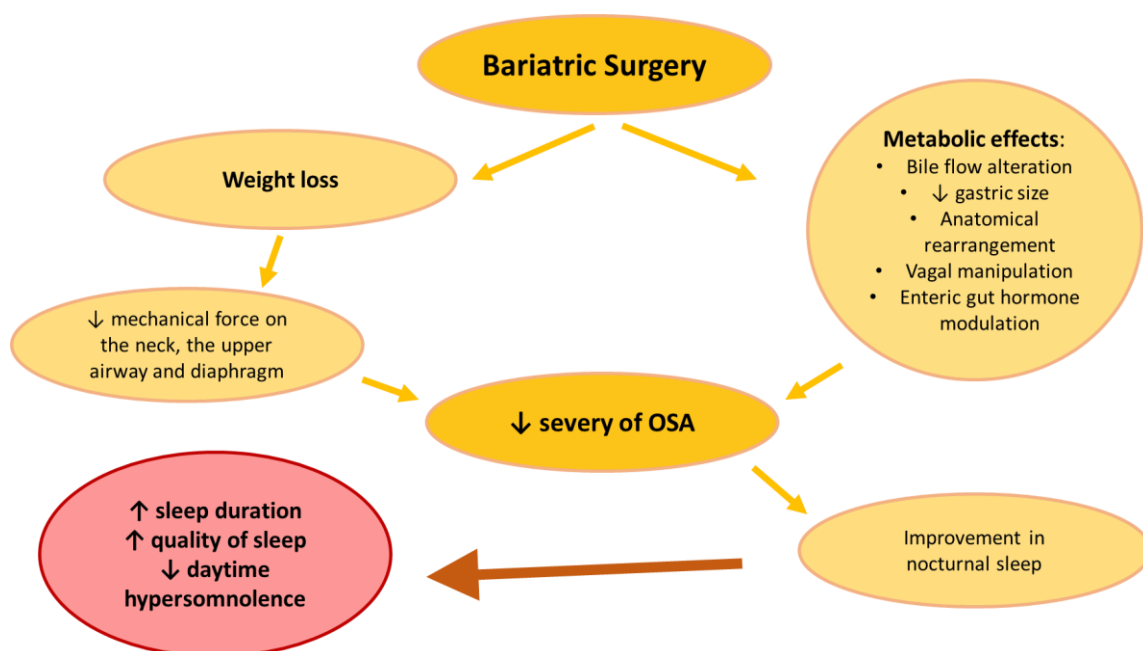 Bariatric Surgery
Weight loss
Metabolic effects:
• Bile flow alteration
• ↓ gastric size
• Anatomical
rearrangement
• Vagal manipulation
• Enteric gut hormone
modulation
↓ mechanical force on
the neck, the upper
airway and diaphragm
↓ severy of OSA
Improvement in
nocturnal sleep
↑ sleep duration
↑ quality of sleep
↓ daytime
hypersomnolence